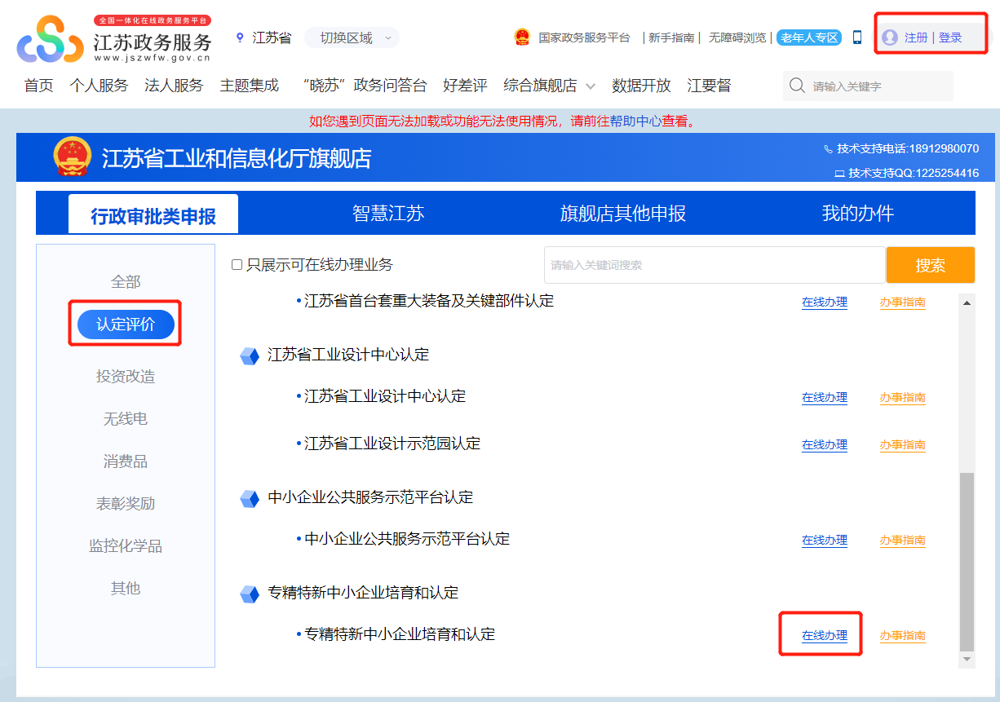 全国一体化在线政务服务平台
江苏政务服务
www.jszwfw.gov.cn
江苏省 切换区域
国家政务服务平台 | 新手指南 | 无障碍浏览 | 老年人专区 注册 | 登录
首页 个人服务 法人服务 主题集成 “晓苏”政务问答台 好差评 综合旗舰店 数据开放 江要督 请输入关键字
如您遇到页面无法加载或功能无法使用情况，请前往帮助中心查看。
江苏省工业和信息化厅旗舰店
技术支持电话:18912980070
技术支持QQ:1225254416
行政审批类申报 智慧江苏 旗舰店其他申报 我的办件
全部
认定评价
投资改造
无线电
消费品
表彰奖励
监控化学品
其他
只展示可在线办理业务 请输入关键词搜索 搜索
•江苏省首台套重大装备及关键部件认定 在线办理 办事指南
江苏省工业设计中心认定
•江苏省工业设计中心认定 在线办理 办事指南
•江苏省工业设计示范园认定 在线办理 办事指南
中小企业公共服务示范平台认定
•中小企业公共服务示范平台认定 在线办理 办事指南
专精特新中小企业培育和认定
•专精特新中小企业培育和认定 在线办理 办事指南